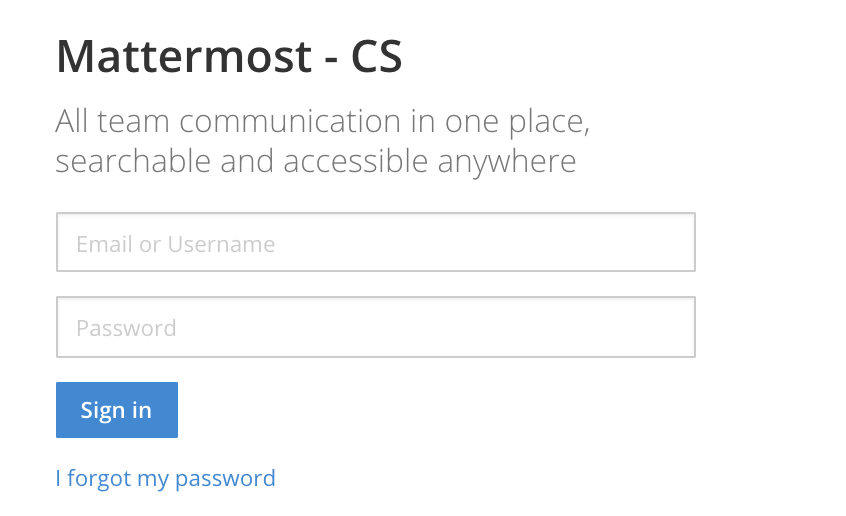 Mattermost - CS
All team communication in one place,
searchable and accessible anywhere
Email or Username
Password
Sign in
I forgot my password